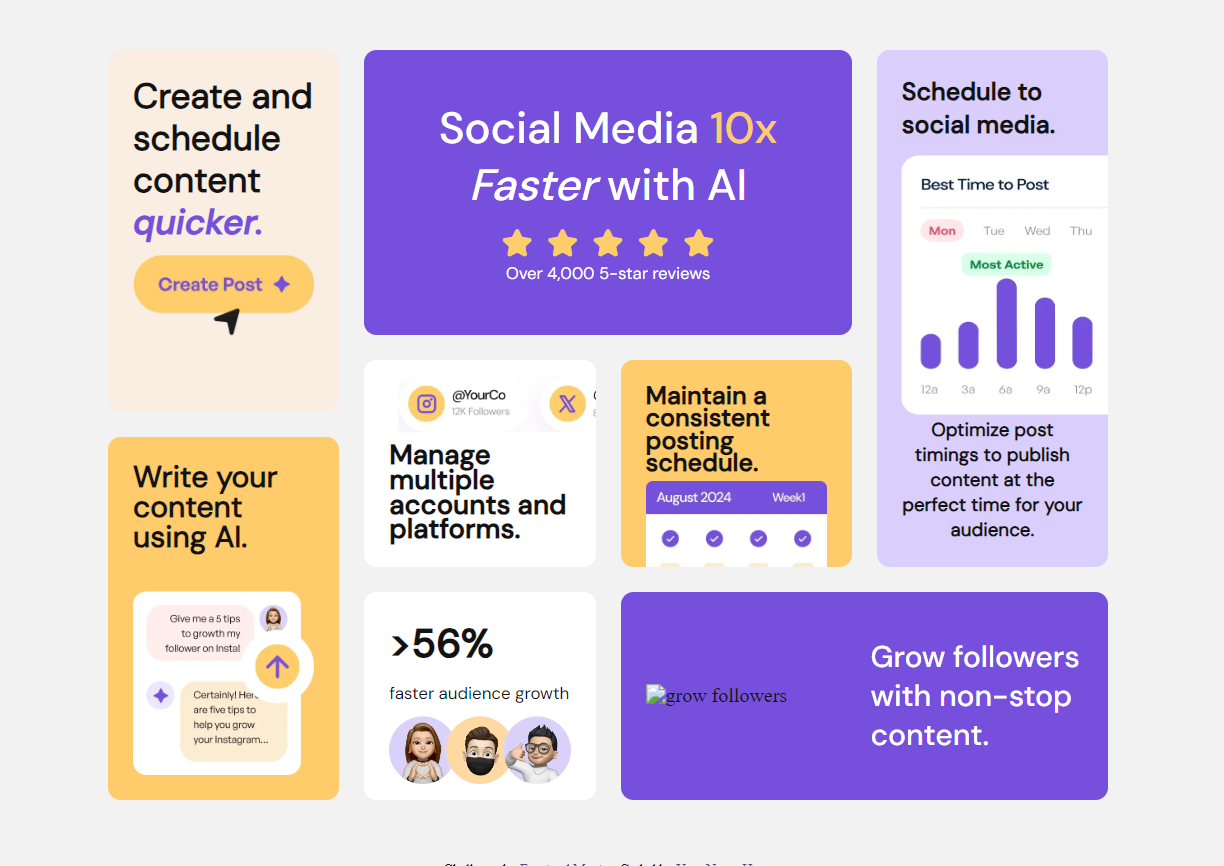 Create and
schedule
content
quicker.
Create Post
Social Media 10x
Faster with AI
Over 4,000 5-star reviews
Schedule to
social media.
Best Time to Post
Mon Tue Wed Thu
Most Active
12a 3a 6a 9a 12p
Optimize post
timings to publish
content at the
perfect time for your
audience.
@YourCo
12K Followers
Manage
multiple
accounts and
platforms.
Maintain a
consistent
posting
schedule.
August 2024 Week1
Write your
content
using AI.
Give me a 5 tips
to growth my
follower on Insta!
Certainly! Here
are five tips to
help you grow
your Instagram...
>56%
faster audience growth
grow followers
Grow followers
with non-stop
content.